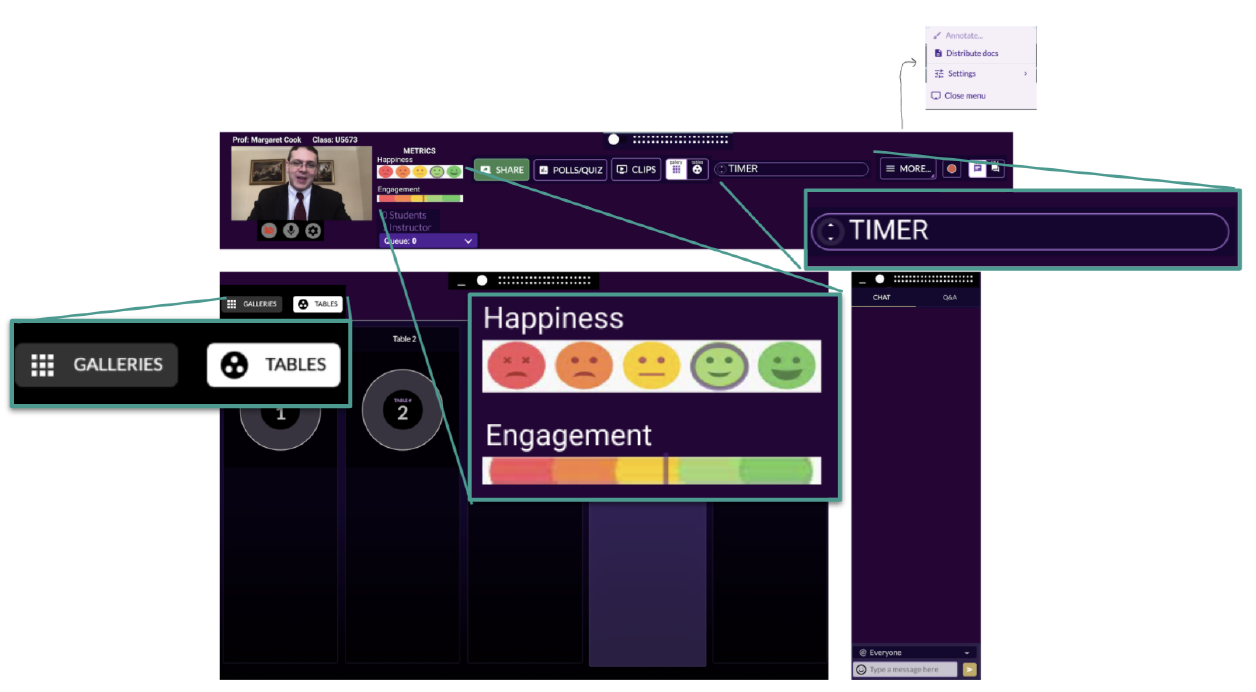 Annotate...
Distribute docs
Settings
Close menu
Prof: Margaret Cook Class: U5673
METRICS
Happiness
Engagement
0 Students
Instructor
Queue: 0
SHARE
POLLS/QUIZ
CLIPS
TIMER
MORE...
TIMER
GALLERIES TABLES
GALLERIES TABLES
Table 2
1
TABLE #
2
Happiness
Engagement
CHAT Q&A
@ Everyone
Type a message here